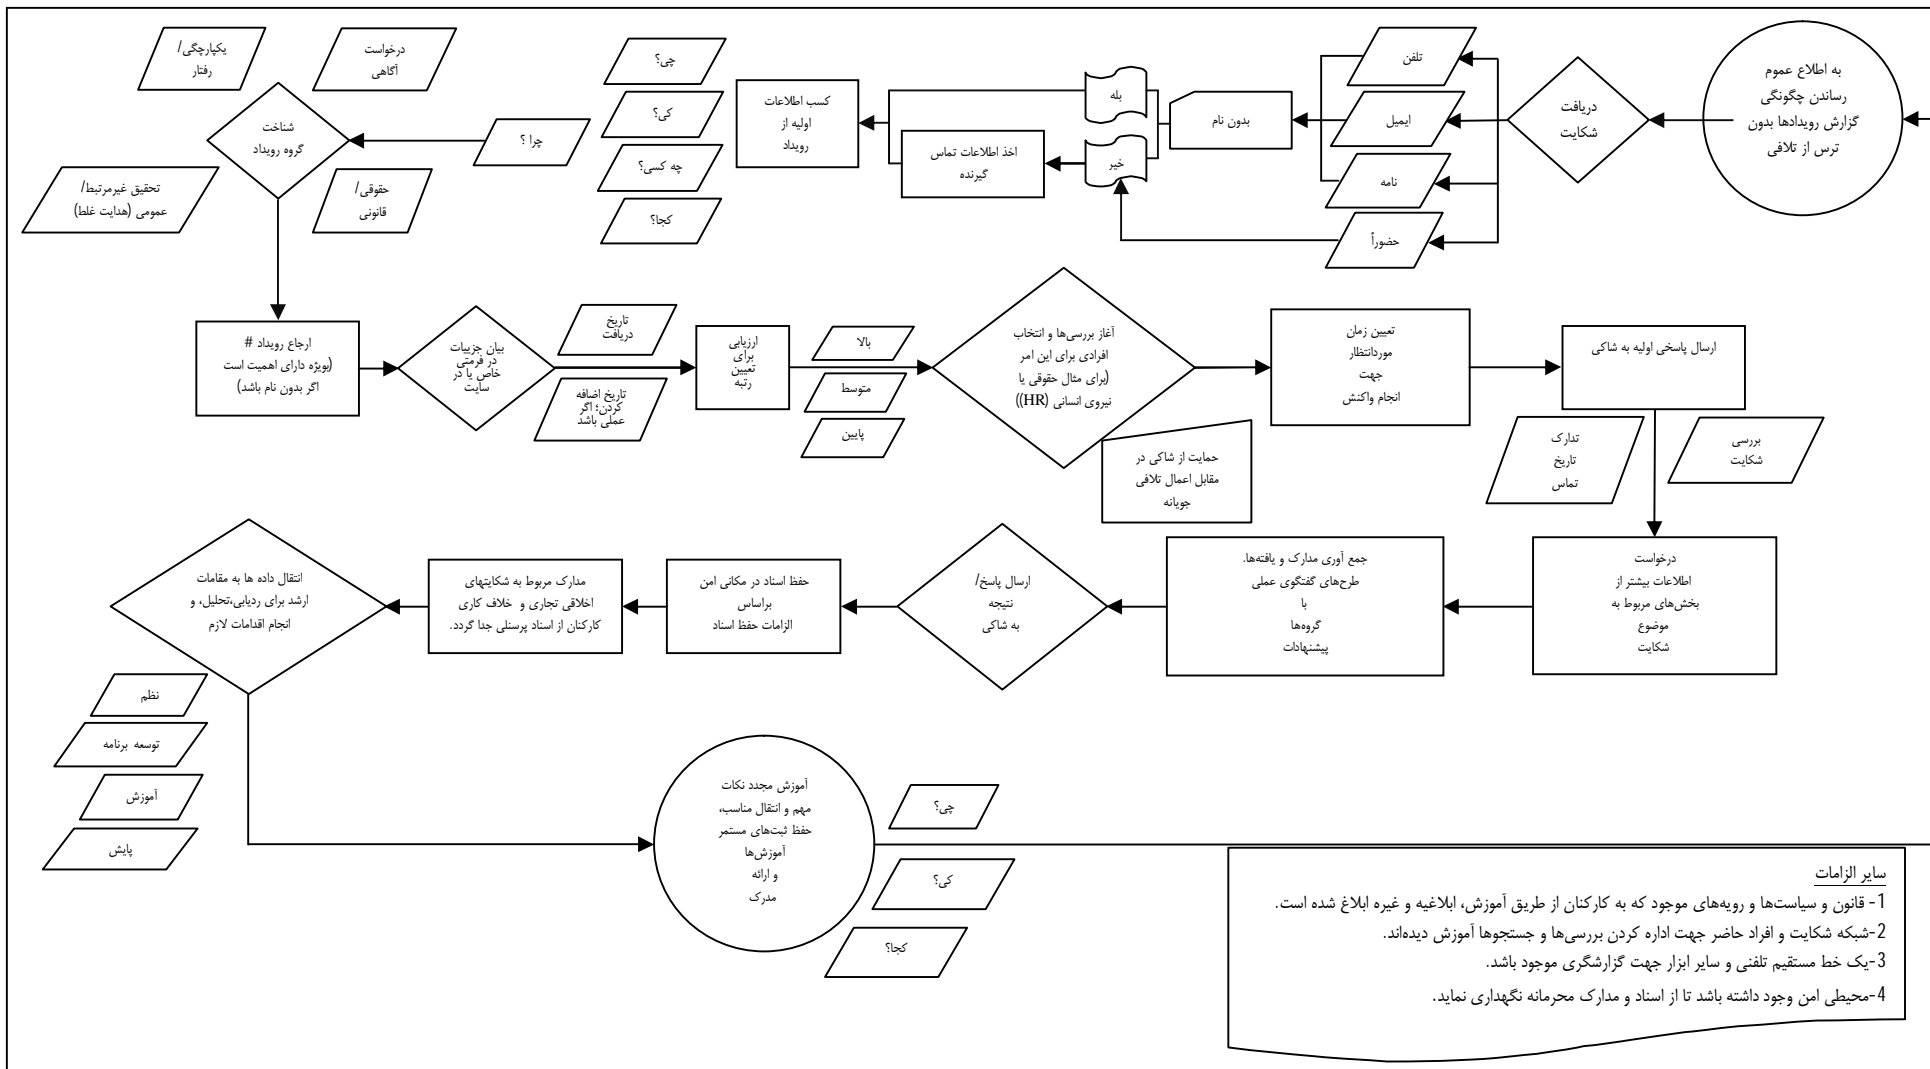 به اطلاع عموم
رساندن چگونگی
گزارش رویدادها بدون
ترس از تلافی
دریافت
شکایت
تلفن
ایمیل
نامه
حضوراً
بدون نام
بله
خیر
اخذ اطلاعات تماس
گیرنده
کسب اطلاعات
اولیه از
رویداد
چی؟
کی؟
چه کسی؟
کجا؟
چرا ؟
درخواست
آگاهی
یکپارچگی/
رفتار
شناخت
گروه رویداد
حقوقی/
قانونی
تحقیق غیرمرتبط/
عمومی (هدایت غلط)
ارجاع رویداد #
(بویژه دارای اهمیت است
اگر بدون نام باشد)
بیان جزییات
در فرمتی
خاص یا در
سایت
تاریخ
دریافت
تاریخ اضافه
کردن؛ اگر
عملی باشد
ارزیابی
برای
تعیین
رتبه
بالا
متوسط
پایین
آغاز بررسی‌ها و انتخاب
افرادی برای این امر
(برای مثال حقوقی یا
نیروی انسانی (HR))
حمایت از شاکی در
مقابل اعمال تلافی
جویانه
تعیین زمان
موردانتظار
جهت
انجام واکنش
ارسال پاسخی اولیه به شاکی
تدارک
تاریخ
تماس
بررسی
شکایت
درخواست
اطلاعات بیشتر از
بخش‌های مربوط به
موضوع
شکایت
جمع آوری مدارک و یافته‌ها.
طرح‌های گفتگوی عملی
با
گروه‌ها
پیشنهادات
ارسال پاسخ/
نتیجه
به شاکی
حفظ اسناد در مکانی امن
براساس
الزامات حفظ اسناد
مدارک مربوط به شکایتهای
اخلاقی تجاری و خلاف کاری
کارکنان از اسناد پرسنلی جدا گردد.
انتقال داده ها به مقامات
ارشد برای ردیابی،تحلیل، و
انجام اقدامات لازم
نظم
توسعه برنامه
آموزش
پایش
آموزش مجدد نکات
مهم و انتقال مناسب،
حفظ ثبت‌های مستمر
آموزش‌ها
و ارائه
مدرک
چی؟
کی؟
کجا؟
سایر الزامات
1- قانون و سیاست‌ها و رویه‌های موجود که به کارکنان از طریق آموزش، ابلاغیه و غیره ابلاغ شده است.
2-شبکه شکایت و افراد حاضر جهت اداره کردن بررسی‌ها و جستجوها آموزش دیده‌اند.
3-یک خط مستقیم تلفنی و سایر ابزار جهت گزارشگری موجود باشد.
4-محیطی امن وجود داشته باشد تا از اسناد و مدارک محرمانه نگهداری نماید.